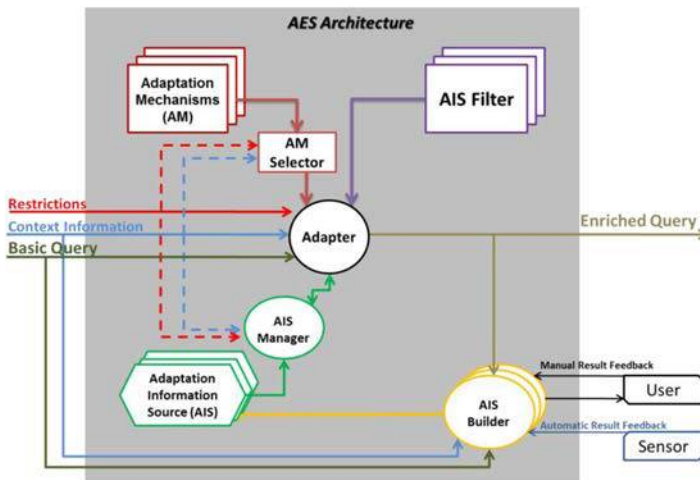 AES Architecture
Adaptation
Mechanisms
(AM)
AIS Filter
AM
Selector
Restrictions
Context Information
Basic Query
Adapter
Enriched Query
AIS
Manager
Adaptation
Information
Source (AIS)
AIS
Builder
Manual Result Feedback
User
Automatic Result Feedback
Sensor